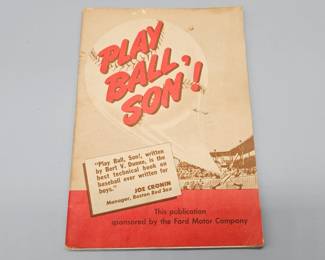 PLAY
BALL,
SON!
"Play Ball, Son!, written
by Bert V. Dunne, is the
best technical book on
baseball ever written for
boys."
JOE CRONIN
Manager, Boston Red Sox
This publication
sponsored by the Ford Motor Company